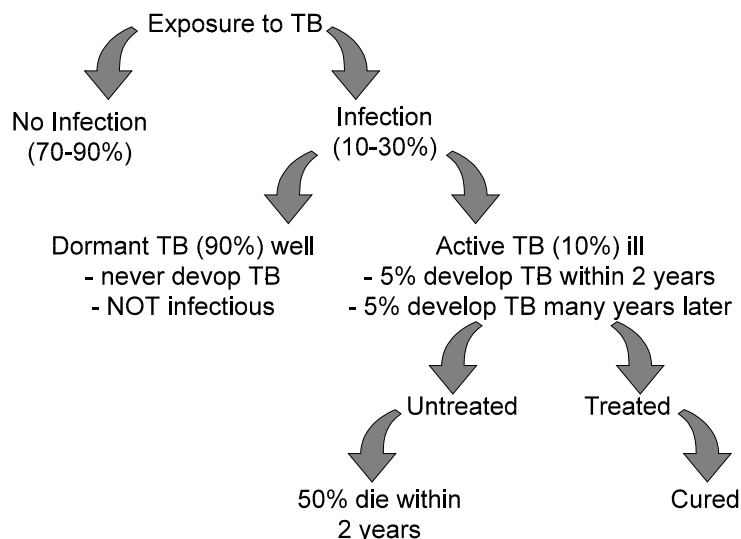 Exposure to TB
No Infection
(70-90%)
Infection
(10-30%)
Dormant TB (90%) well
- never devop TB
- NOT infectious
Active TB (10%) ill
- 5% develop TB within 2 years
- 5% develop TB many years later
Untreated
Treated
50% die within
2 years
Cured